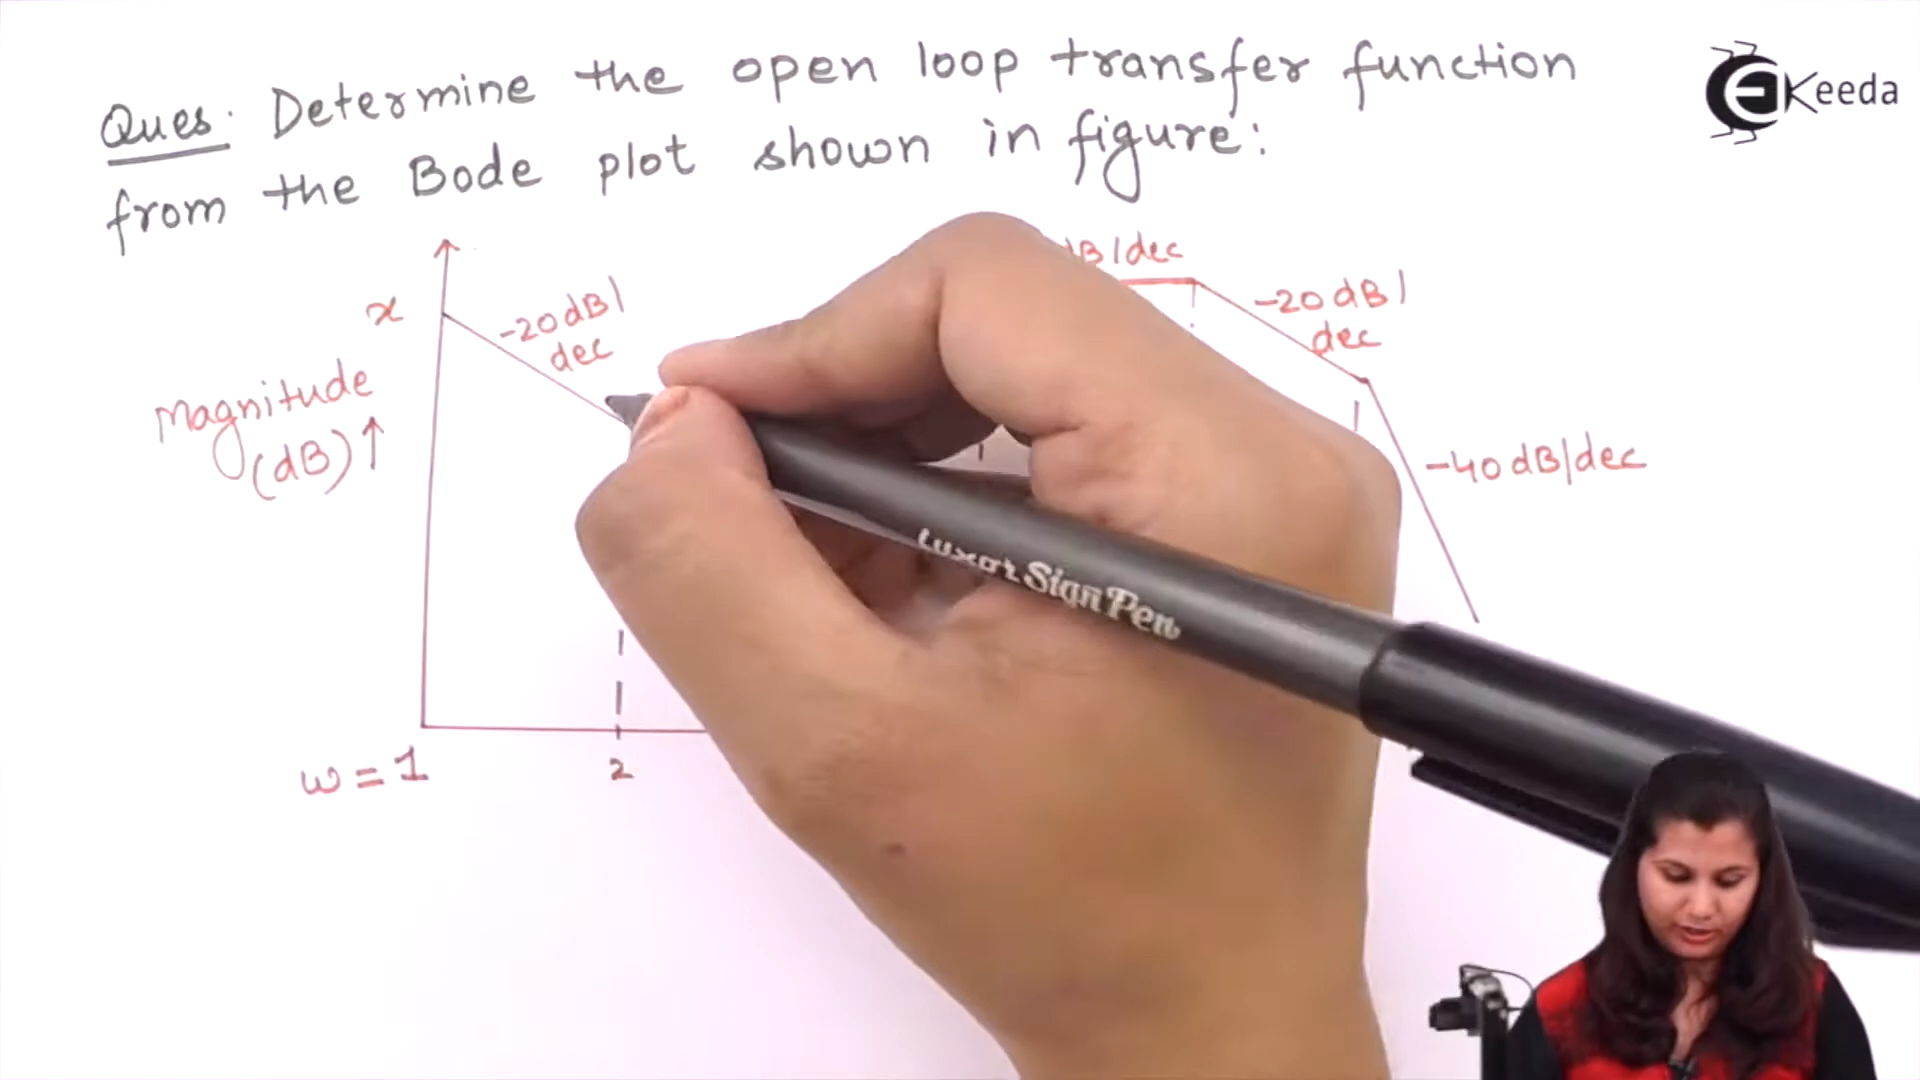 Ques. Determine the open loop transfer function
from the Bode plot shown in figure:
Keeda
dB/dec
x
-20dB/
dec
-20dB/
dec
Magnitude
(dB)↑
-40dB/dec
Luxor Sign Pen
w = 1
2